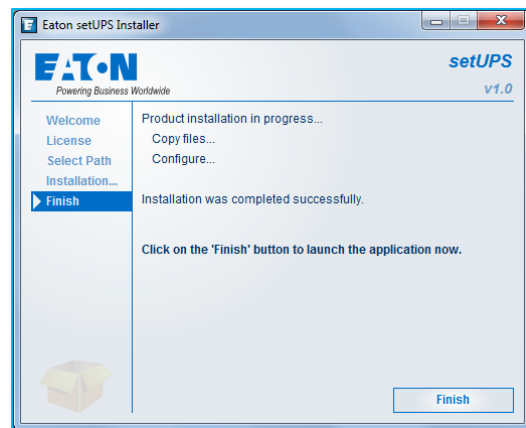 Eaton setUPS Installer
EATON
Powering Business Worldwide
setUPS
v1.0
Welcome
License
Select Path
Installation...
Finish
Product installation in progress...
Copy files...
Configure...
Installation was completed successfully.
Click on the 'Finish' button to launch the application now.
Finish